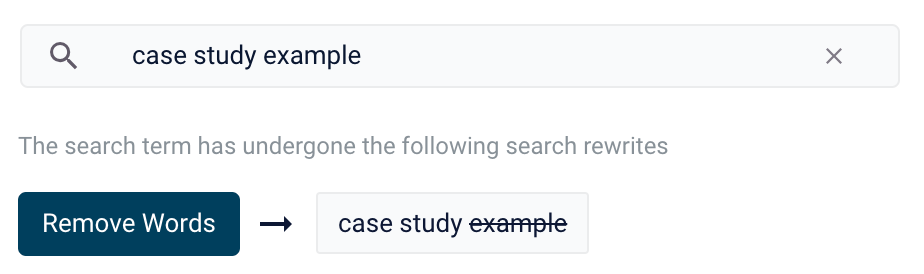 case study example
The search term has undergone the following search rewrites
Remove Words case study example